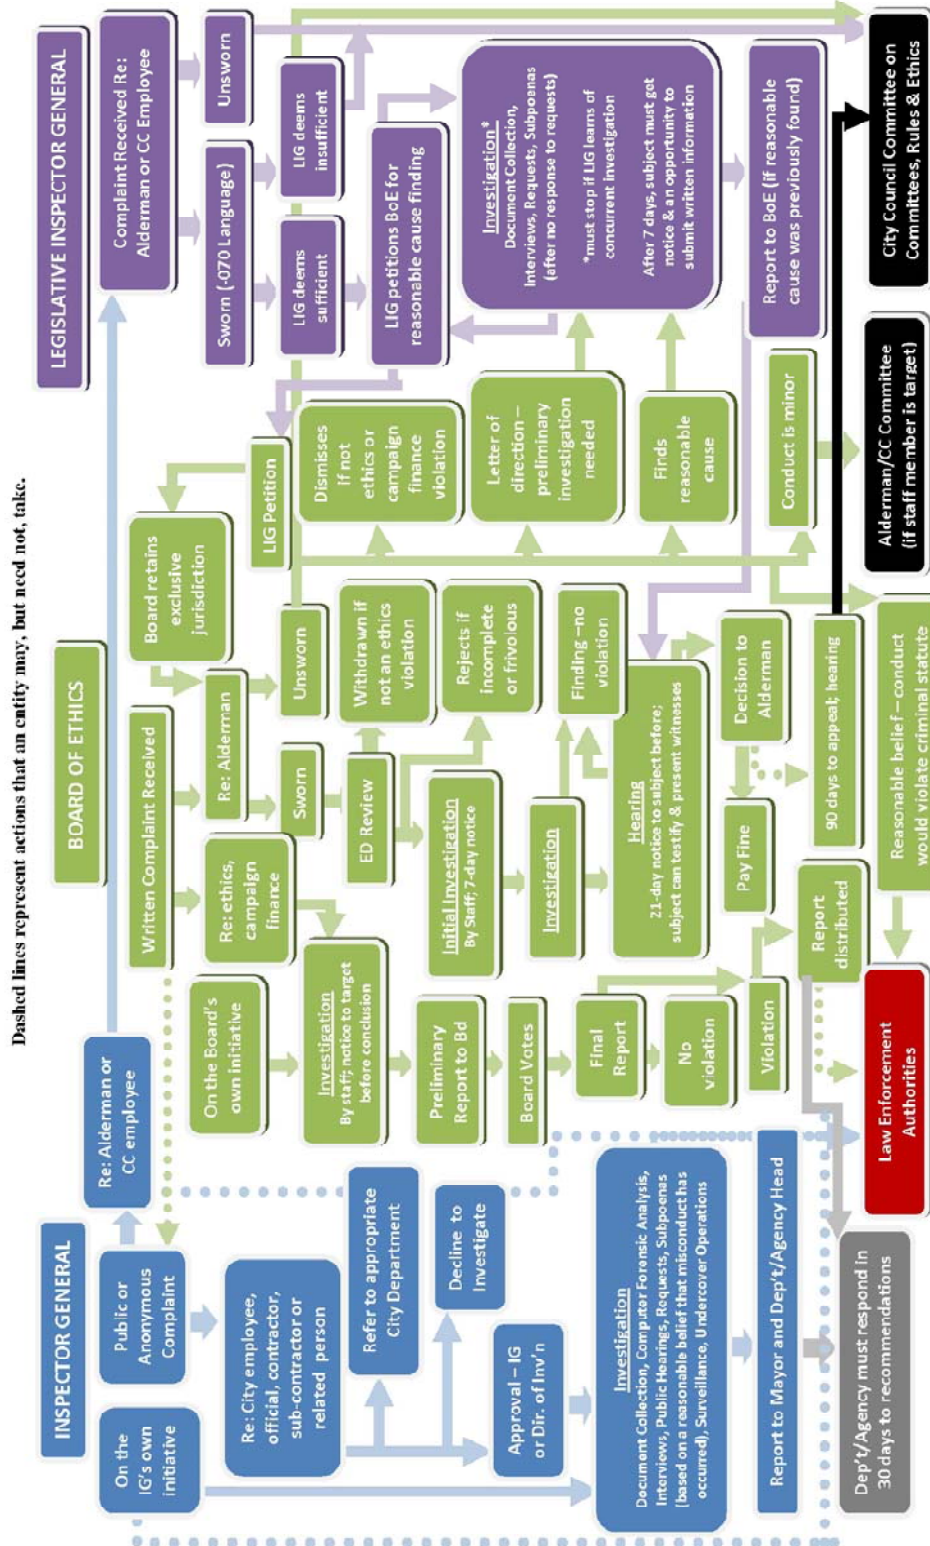 Dashed lines represent actions that an entity may, but need not, take.
INSPECTOR GENERAL
On the
IG's own
initiative
Public or
Anonymous
Complaint
Re: Alderman or
CC employee
Re: City employee,
official, contractor,
sub-contractor or
related person
Refer to appropriate
City Department
Decline to
Investigate
Approval – IG
or Dir. of Inv'n
Investigation
Document Collection, Computer Forensic Analysis,
Interviews, Public Hearings, Requests, Subpoenas
(based on a reasonable belief that misconduct has
occurred), Surveillance, Undercover Operations
Report to Mayor and Dep't/Agency Head
Dep't/Agency must respond in
30 days to recommendations
BOARD OF ETHICS
Written Complaint Received
On the Board's
own initiative
Re: ethics,
campaign
finance
Re: Alderman
Board retains
exclusive
jurisdiction
LIG Petition
Investigation
By staff; notice to target
before conclusion
Sworn
Unsworn
Preliminary
Report to Bd
ED Review
Withdrawn if
not an ethics
violation
Dismisses
if not
ethics or
campaign
finance
violation
Board Votes
Initial Investigation
By Staff; 7-day notice
Rejects if
incomplete
or frivolous
Letter of
direction –
preliminary
investigation
needed
Final
Report
Investigation
Finding –no
violation
Finds
reasonable
cause
No
violation
Hearing
21-day notice to subject before;
subject can testify & present witnesses
Violation
Pay Fine
Decision to
Alderman
Conduct is minor
Report
distributed
90 days to appeal; hearing
Reasonable belief – conduct
would violate criminal statute
Law Enforcement
Authorities
LEGISLATIVE INSPECTOR GENERAL
Complaint Received Re:
Alderman or CC Employee
Sworn (.070 Language)
Unsworn
LIG deems
sufficient
LIG deems
insufficient
LIG petitions BoE for
reasonable cause finding
Investigation*
Document Collection,
Interviews, Requests, Subpoenas
(after no response to requests)
*must stop if LIG learns of
concurrent investigation
After 7 days, subject must get
notice & an opportunity to
submit written information
Report to BoE (if reasonable
cause was previously found)
Alderman/CC Committee
(if staff member is target)
City Council Committee on
Committees, Rules & Ethics